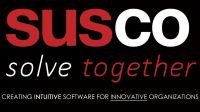 susco
solve together
CREATING INTUITIVE SOFTWARE FOR INNOVATIVE ORGANIZATIONS